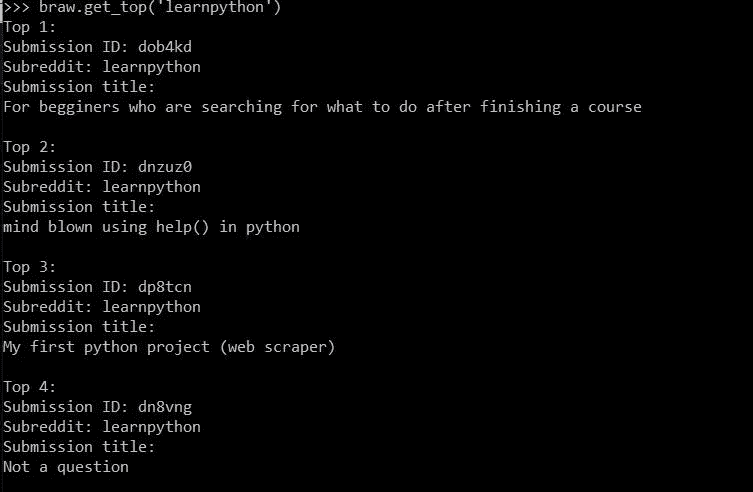 >>> braw.get_top('learnpython')
Top 1:
Submission ID: dob4kd
Subreddit: learnpython
Submission title:
For begginers who are searching for what to do after finishing a course
Top 2:
Submission ID: dnzuz0
Subreddit: learnpython
Submission title:
mind blown using help() in python
Top 3:
Submission ID: dp8tcn
Subreddit: learnpython
Submission title:
My first python project (web scraper)
Top 4:
Submission ID: dn8vng
Subreddit: learnpython
Submission title:
Not a question